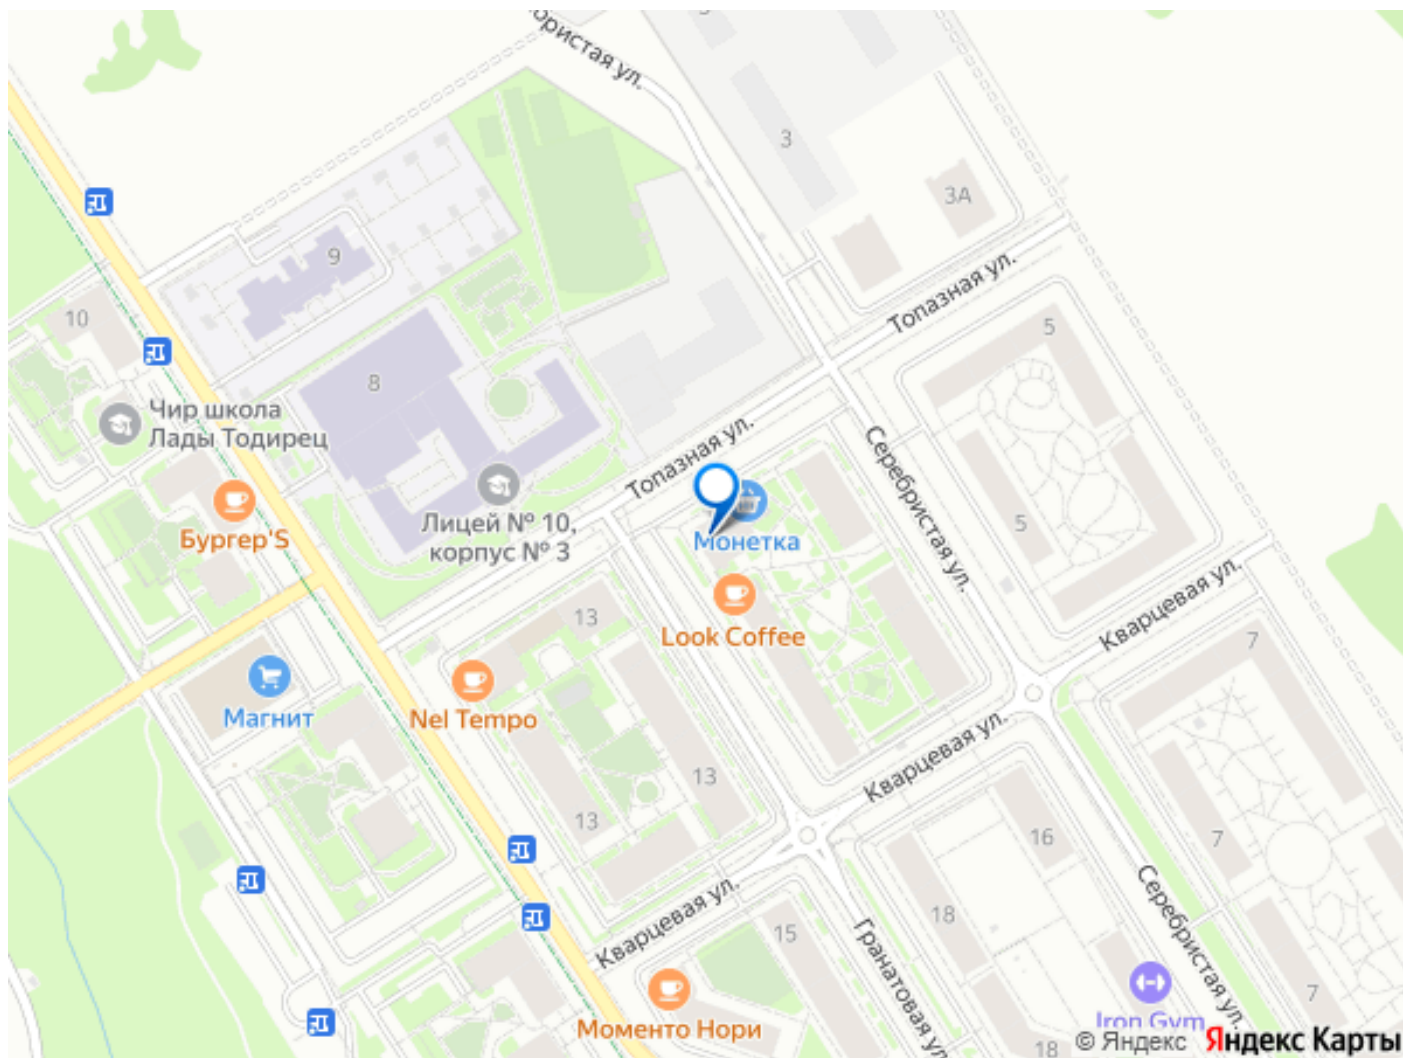 бристая ул.
3
3А
9
10
Топазная ул.
5
8
Чир школа
Лады Тодирец
Топазная ул.
Серебристая ул.
Лицей № 10,
корпус № 3
Бургер'S
Монетка
5
Кварцевая ул.
Look Coffee
13
7
Магнит
Nel Tempo
Кварцевая ул.
13
13
16
7
Серебристая ул.
Кварцевая ул.
15
18
Гранатовая ул.
7
Моменто Нори
Iron Gym
18
© Яндекс Яндекс Карты